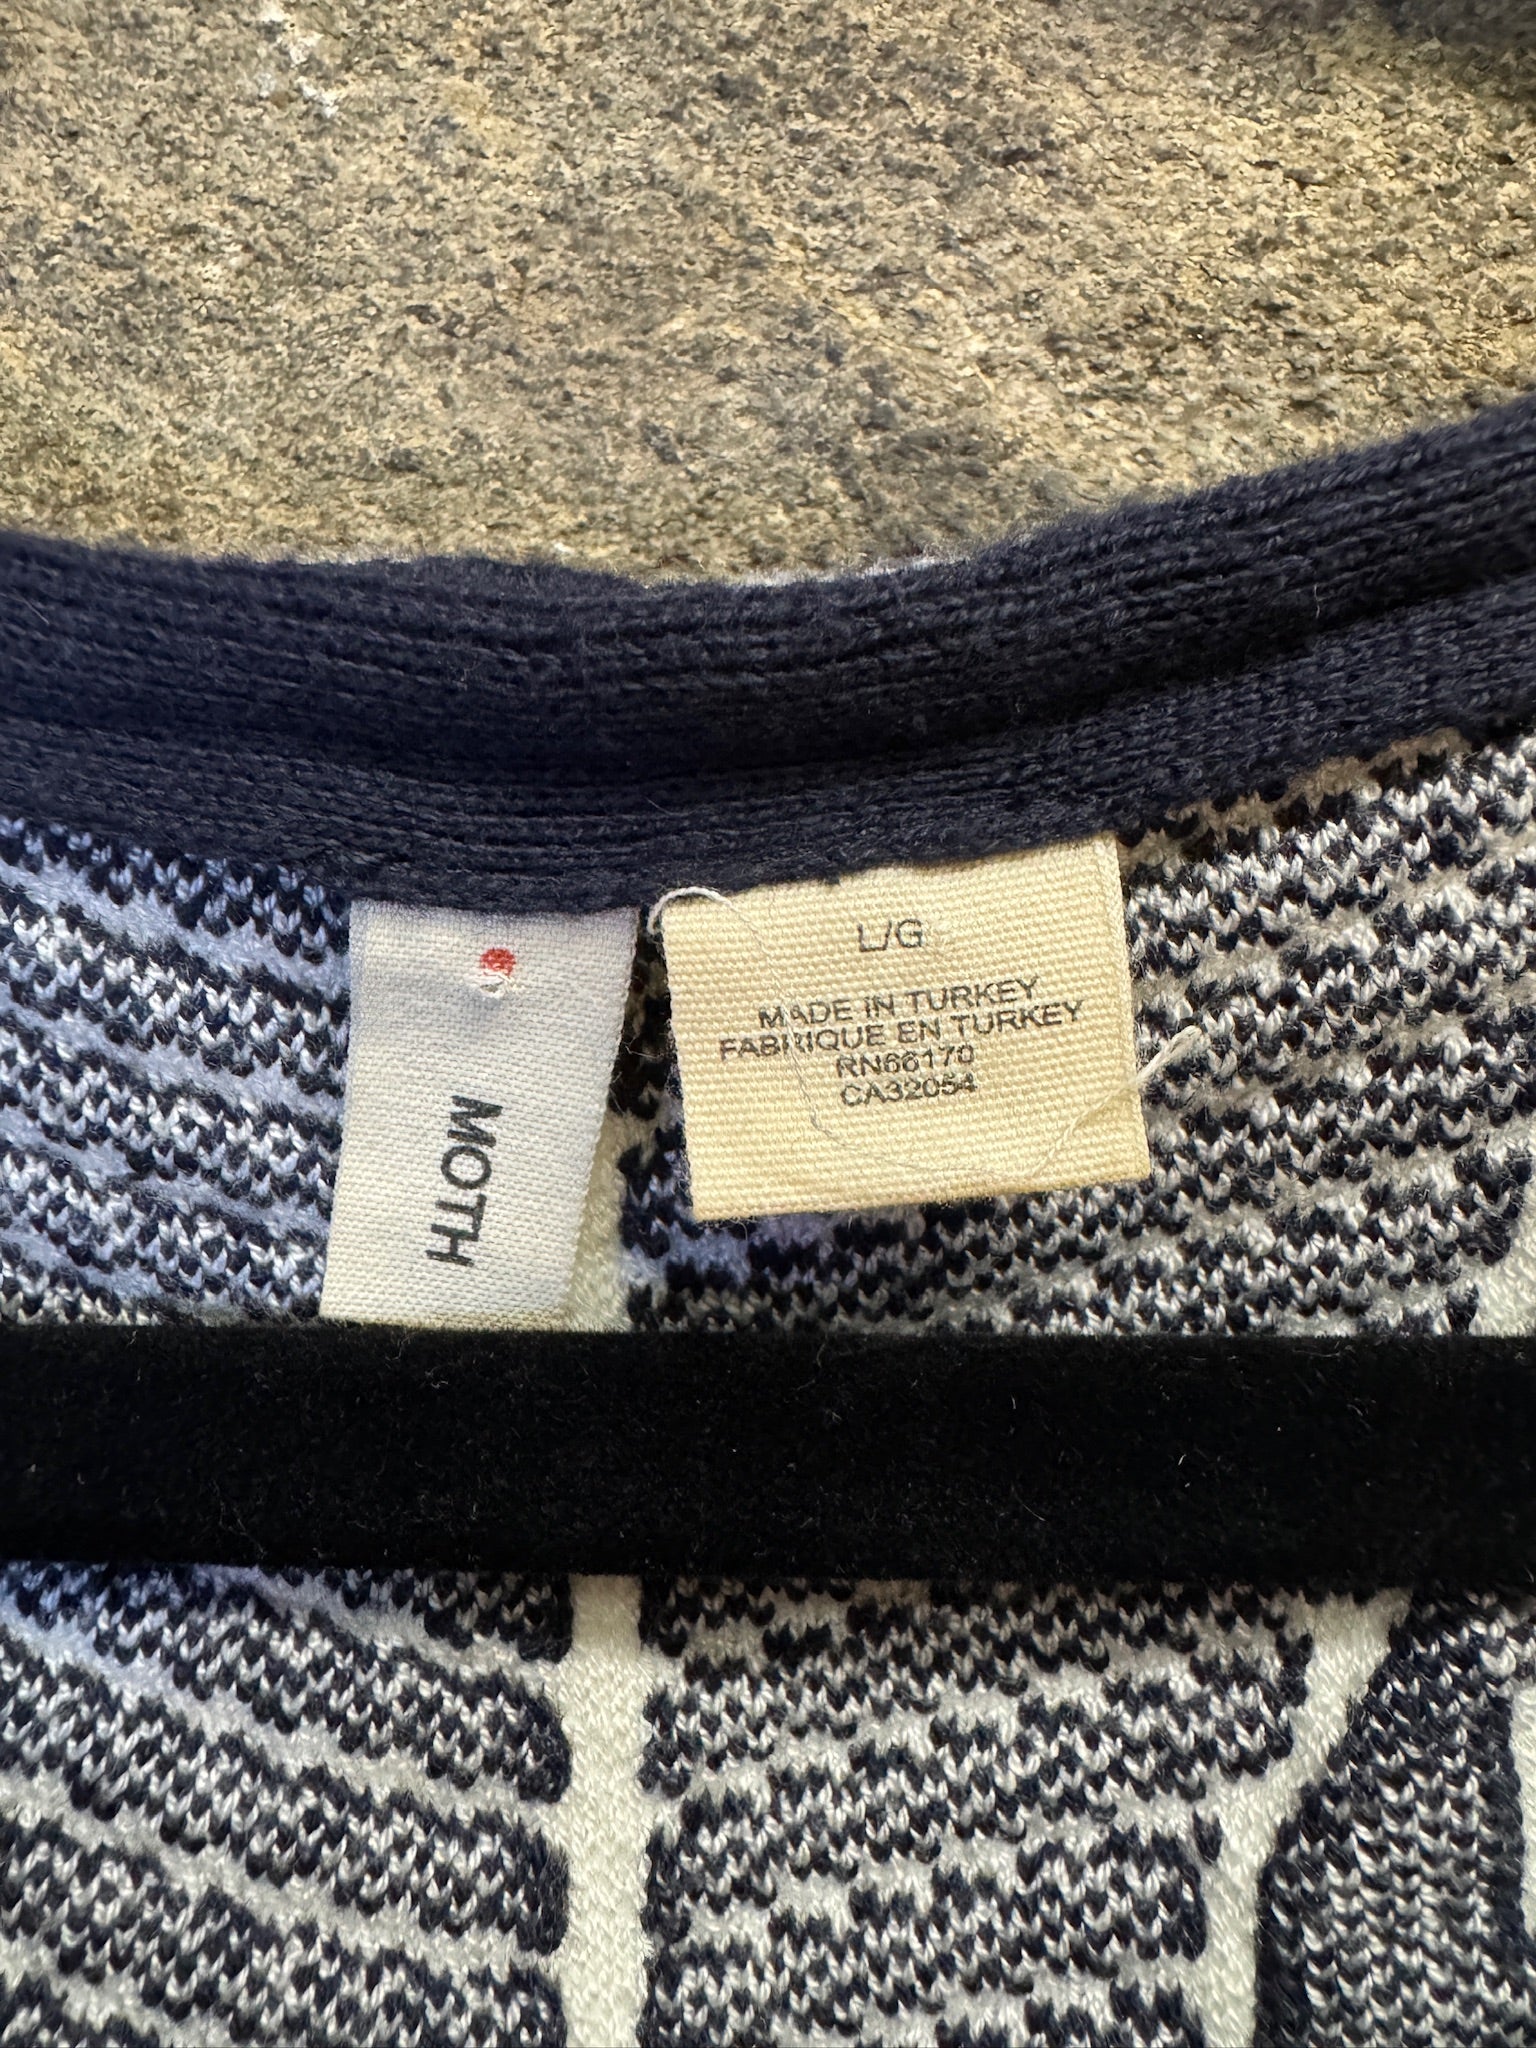 MOTH
L/G
MADE IN TURKEY
FABRIQUE EN TURKEY
RN66170
CA32054